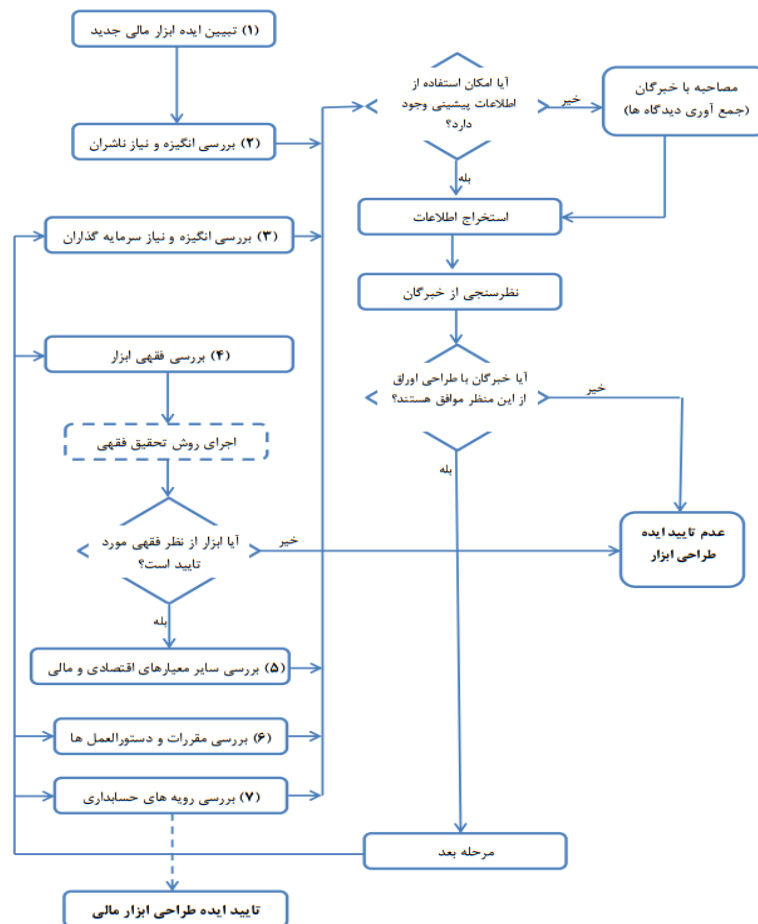 (۱) تبیین ایده ابزار مالی جدید
(۲) بررسی انگیزه و نیاز ناشران
(۳) بررسی انگیزه و نیاز سرمایه گذاران
(۴) بررسی فقهی ابزار
اجرای روش تحقیق فقهی
آیا ابزار از نظر فقهی مورد
تایید است؟
خیر
بله
(۵) بررسی سایر معیارهای اقتصادی و مالی
(۶) بررسی مقررات و دستورالعمل ها
(۷) بررسی رویه های حسابداری
تایید ایده طراحی ابزار مالی
آیا امکان استفاده از
اطلاعات پیشینی وجود
دارد؟
خیر
بله
مصاحبه با خبرگان
(جمع آوری دیدگاه ها)
استخراج اطلاعات
نظرسنجی از خبرگان
آیا خبرگان با طراحی اوراق
از این منظر موافق هستند؟
خیر
بله
عدم تایید ایده
طراحی ابزار
مرحله بعد